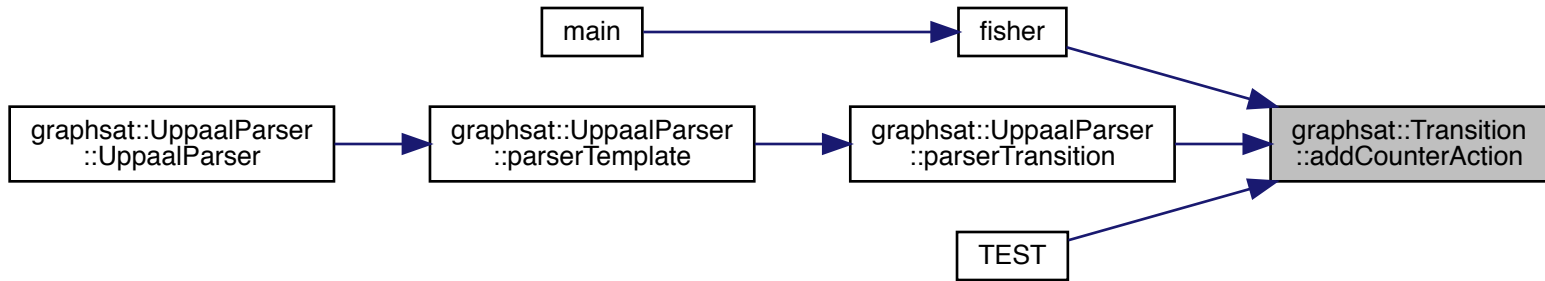 main
fisher
graphsat::UppaalParser
::UppaalParser
graphsat::UppaalParser
::parserTemplate
graphsat::UppaalParser
::parserTransition
graphsat::Transition
::addCounterAction
TEST